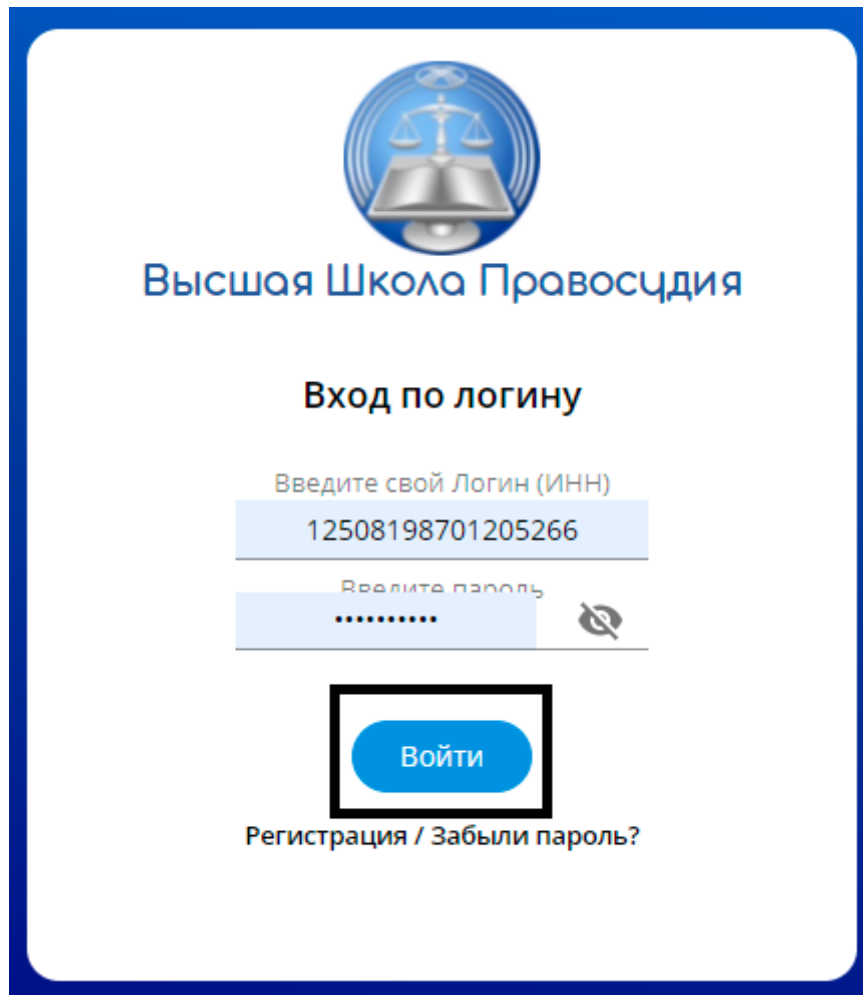 Высшая Школа Правосудия
Вход по логину
Введите свой Логин (ИНН)
12508198701205266
Введите пароль
••••••••••
Войти
Регистрация / Забыли пароль?